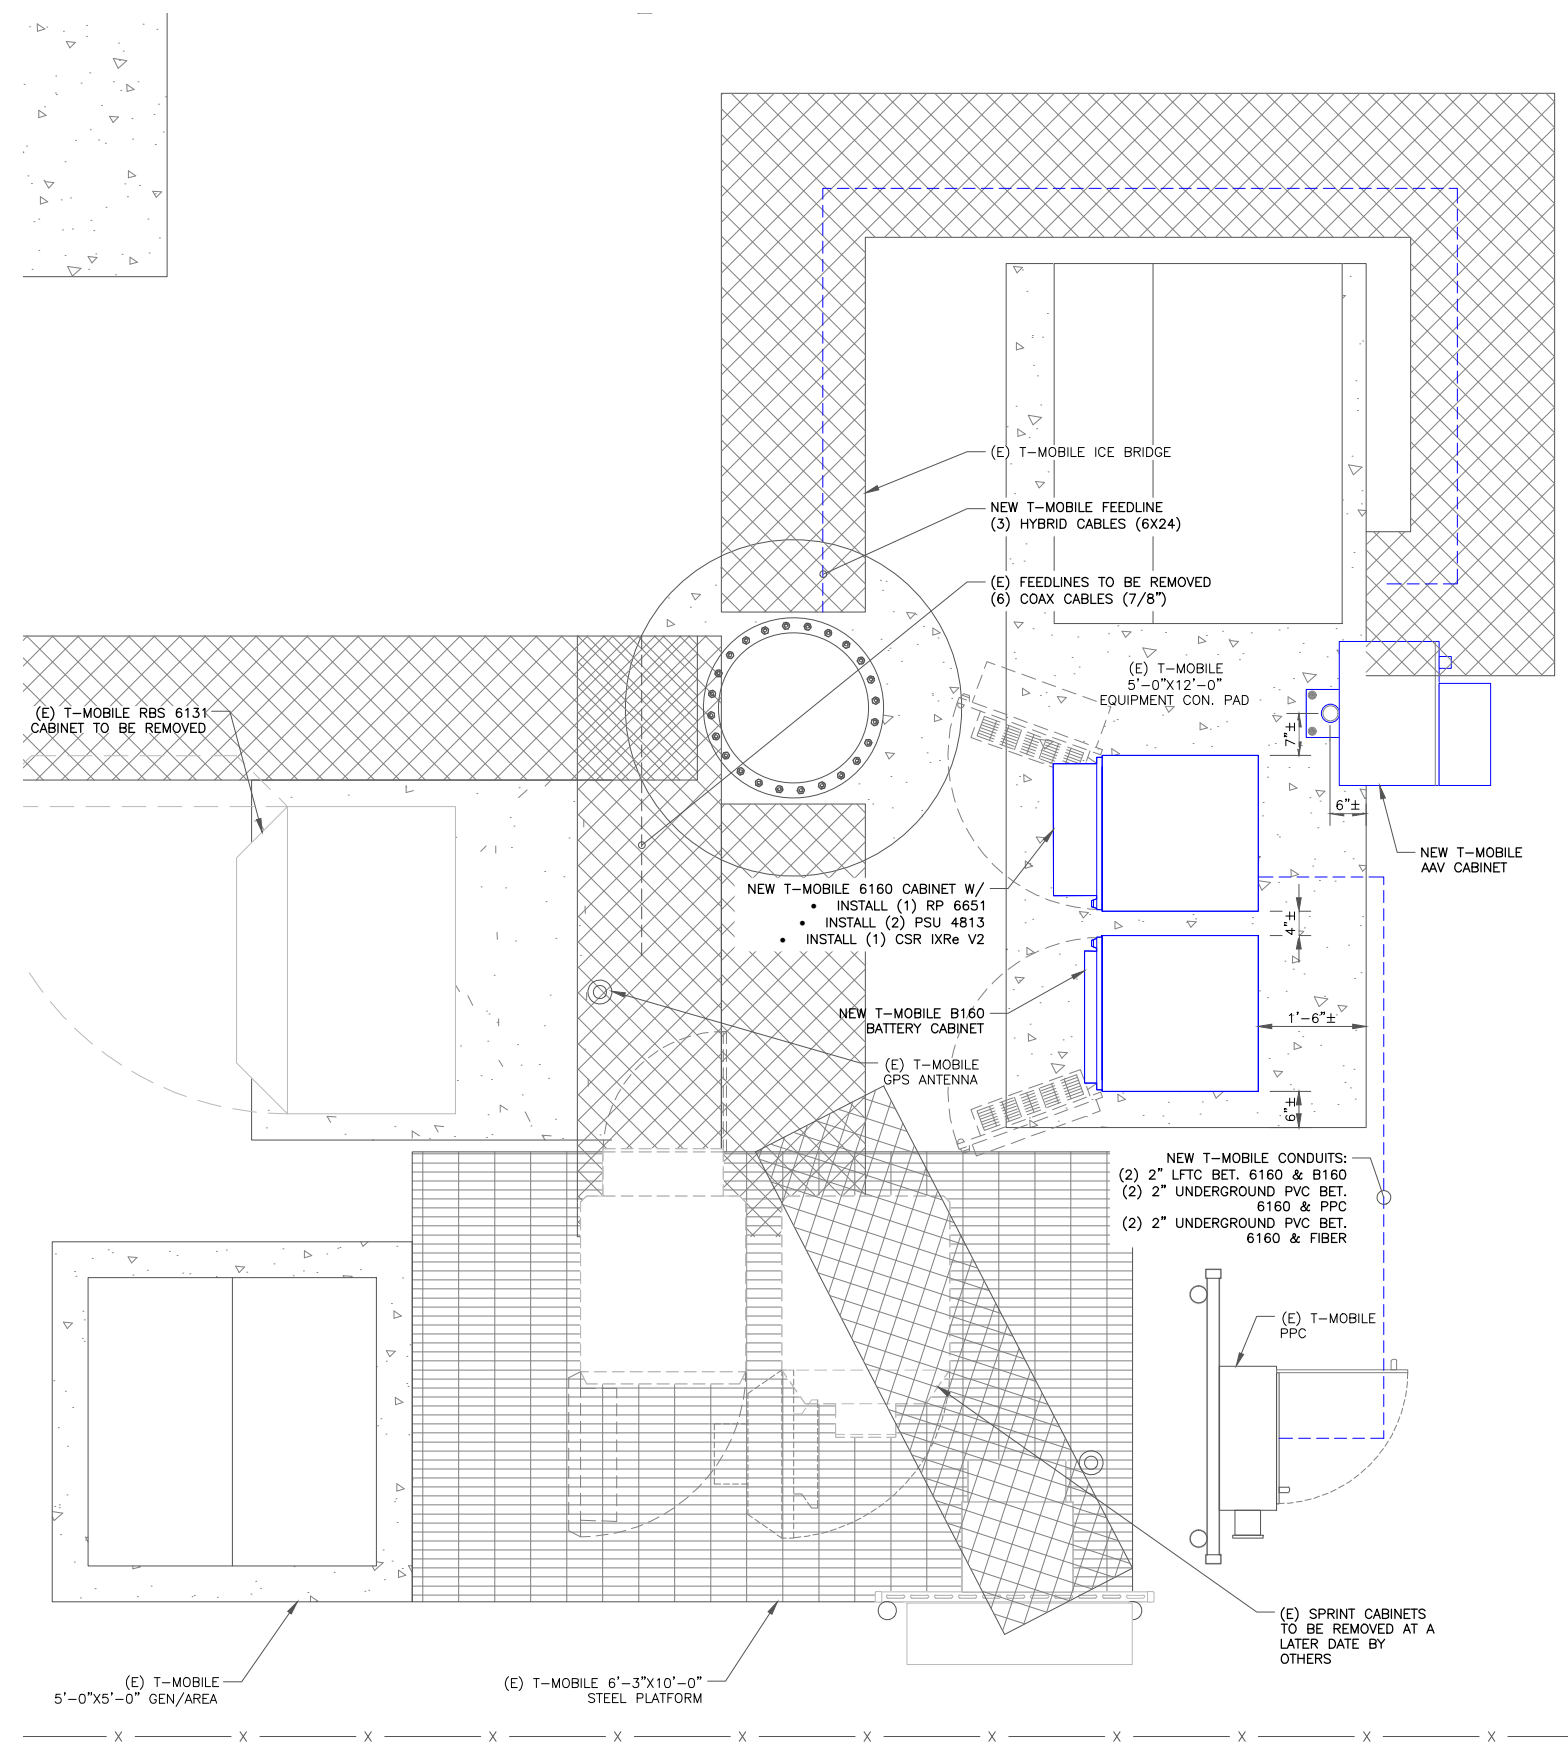 (E) T-MOBILE ICE BRIDGE
NEW T-MOBILE FEEDLINE
(3) HYBRID CABLES (6X24)
(E) FEEDLINES TO BE REMOVED
(6) COAX CABLES (7/8")
(E) T-MOBILE
5'-0"X12'-0"
EQUIPMENT CON. PAD
(E) T-MOBILE RBS 6131
CABINET TO BE REMOVED
7"±
6"±
NEW T-MOBILE
AAV CABINET
NEW T-MOBILE 6160 CABINET W/
• INSTALL (1) RP 6651
• INSTALL (2) PSU 4813
• INSTALL (1) CSR IXRe V2
4"±
NEW T-MOBILE B160
BATTERY CABINET
1'-6"±
(E) T-MOBILE
GPS ANTENNA
6"±
NEW T-MOBILE CONDUITS:
(2) 2" LFTC BET. 6160 & B160
(2) 2" UNDERGROUND PVC BET.
6160 & PPC
(2) 2" UNDERGROUND PVC BET.
6160 & FIBER
(E) T-MOBILE
PPC
(E) SPRINT CABINETS
TO BE REMOVED AT A
LATER DATE BY
OTHERS
(E) T-MOBILE
5'-0"X5'-0" GEN/AREA
(E) T-MOBILE 6'-3"X10'-0"
STEEL PLATFORM
X X X X X X X X X X X X